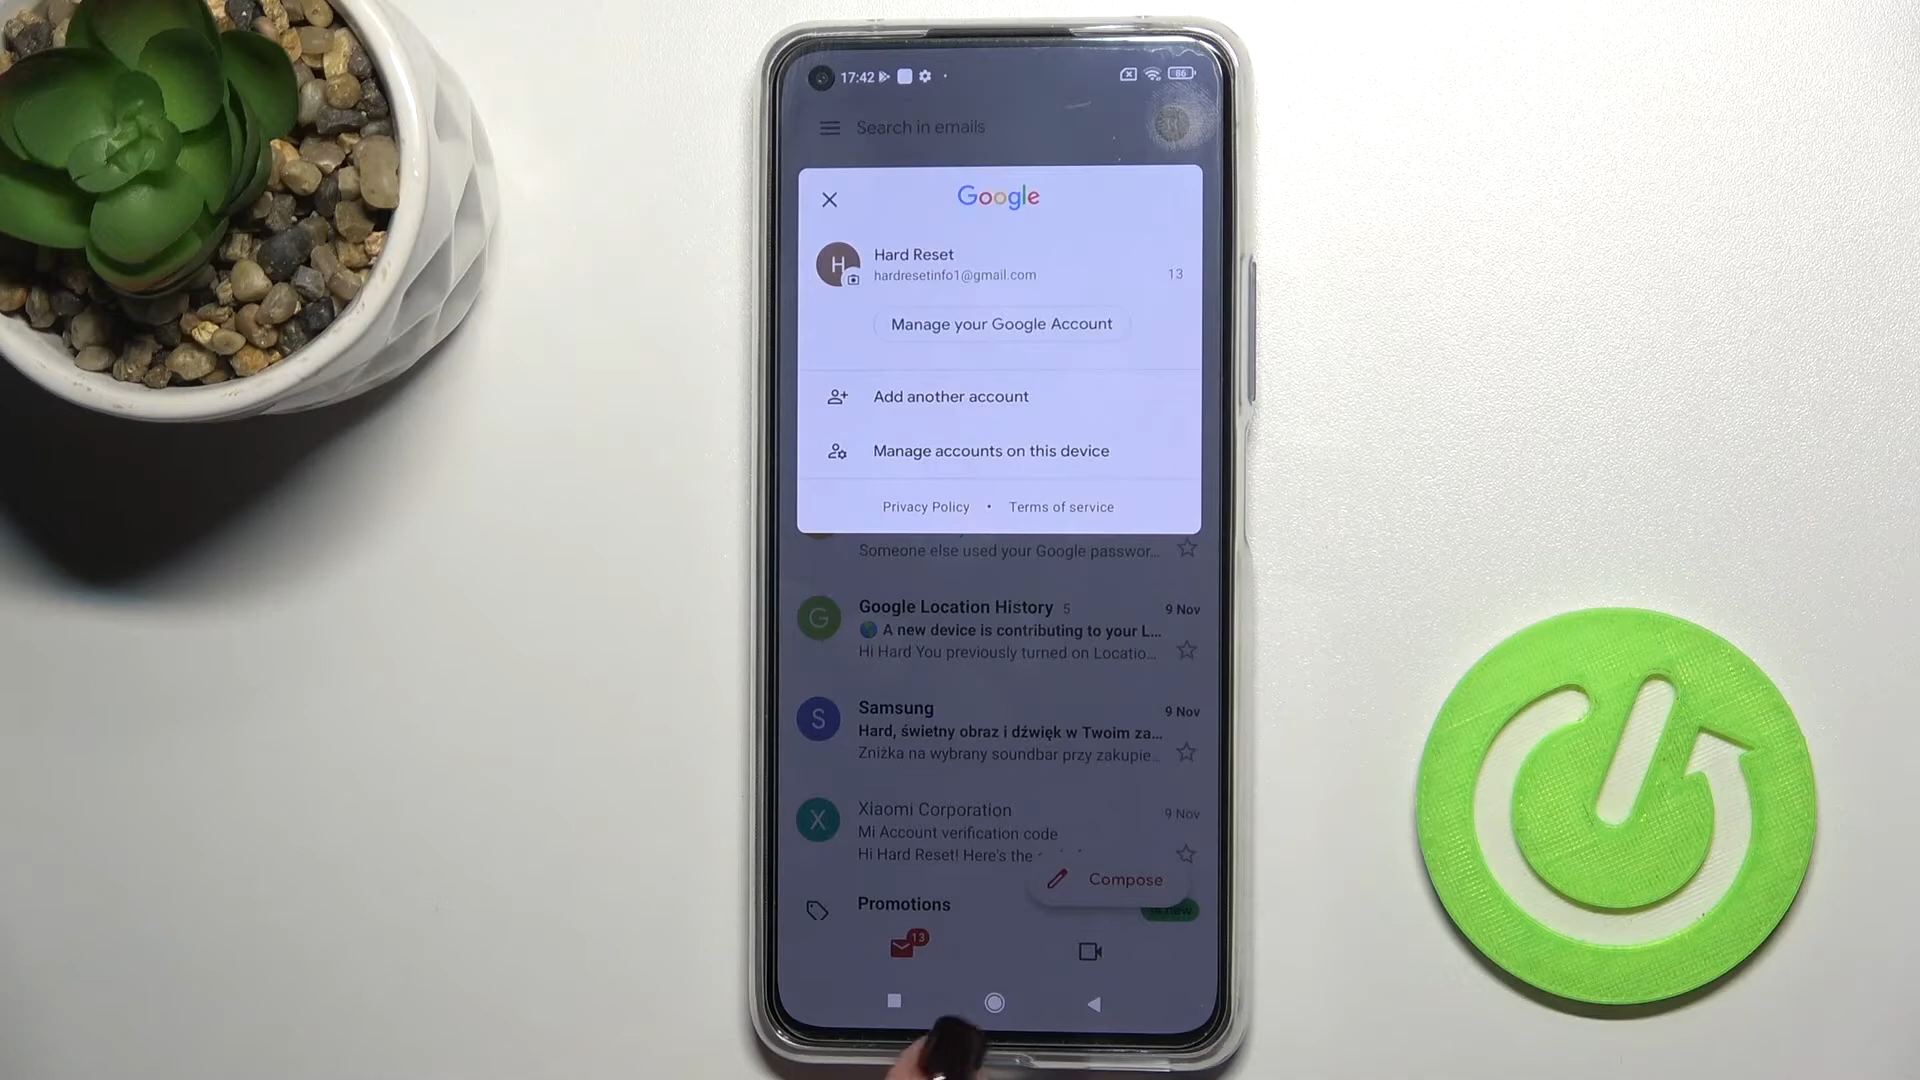 17:42
86
Search in emails
Google
H
Hard Reset
hardresetinfo1@gmail.com
13
Manage your Google Account
Add another account
Manage accounts on this device
Privacy Policy • Terms of service
Someone else used your Google passwor...
G
Google Location History 5
9 Nov
A new device is contributing to your L...
Hi Hard You previously turned on Locatio...
S
Samsung
9 Nov
Hard, świetny obraz i dźwięk w Twoim za...
Zniżka na wybrany soundbar przy zakupie...
X
Xiaomi Corporation
9 Nov
Mi Account verification code
Hi Hard Reset! Here's the
Compose
Promotions
new
13